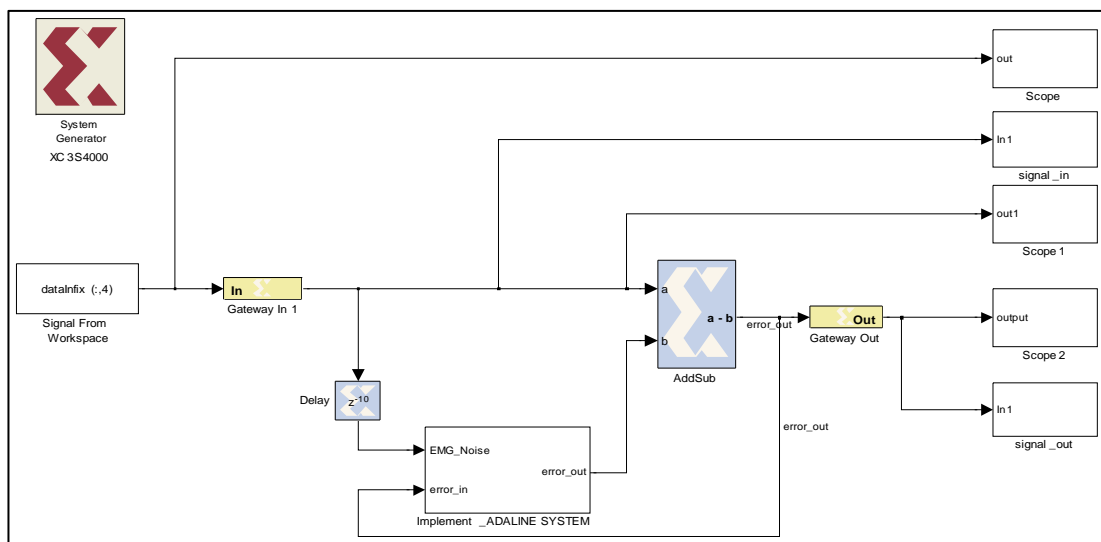 System
Generator
XC 3S4000
out
Scope
In1
signal _in
out1
Scope 1
dataInfix (:,4)
Signal From
Workspace
In
Gateway In 1
a
b
a - b
AddSub
error_out
Out
Gateway Out
output
Scope 2
In1
signal _out
Delay
z-10
EMG_Noise
error_in
error_out
Implement _ADALINE SYSTEM
error_out